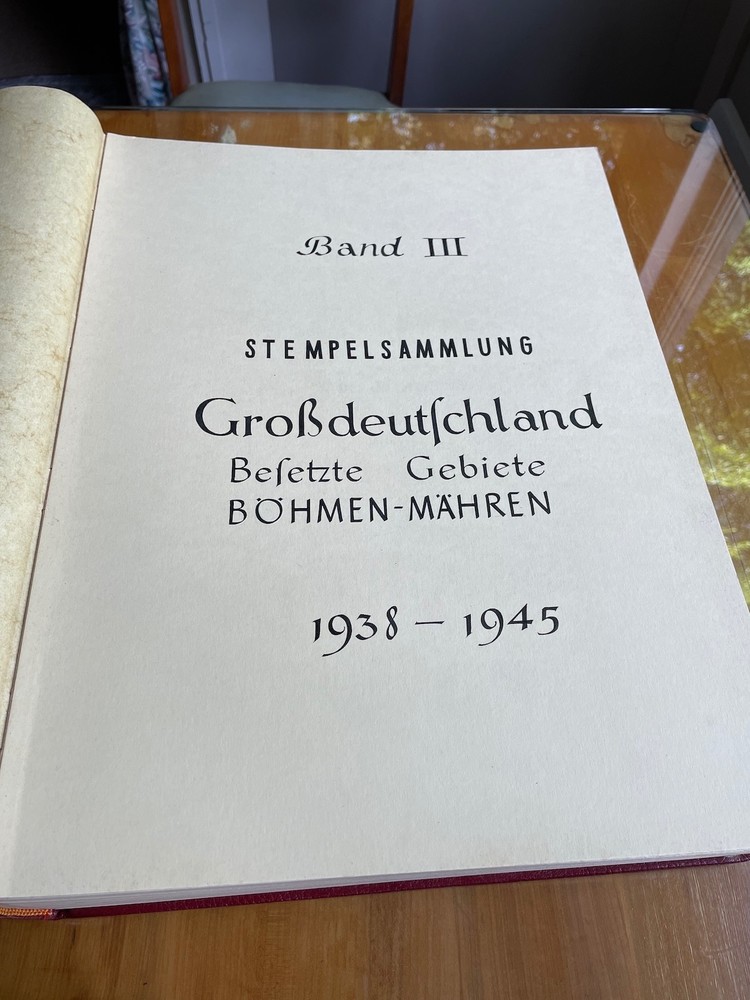 Band III
STEMPELSAMMLUNG
Großdeutſchland
Beſetzte Gebiete
BÖHMEN-MÄHREN
1938 – 1945